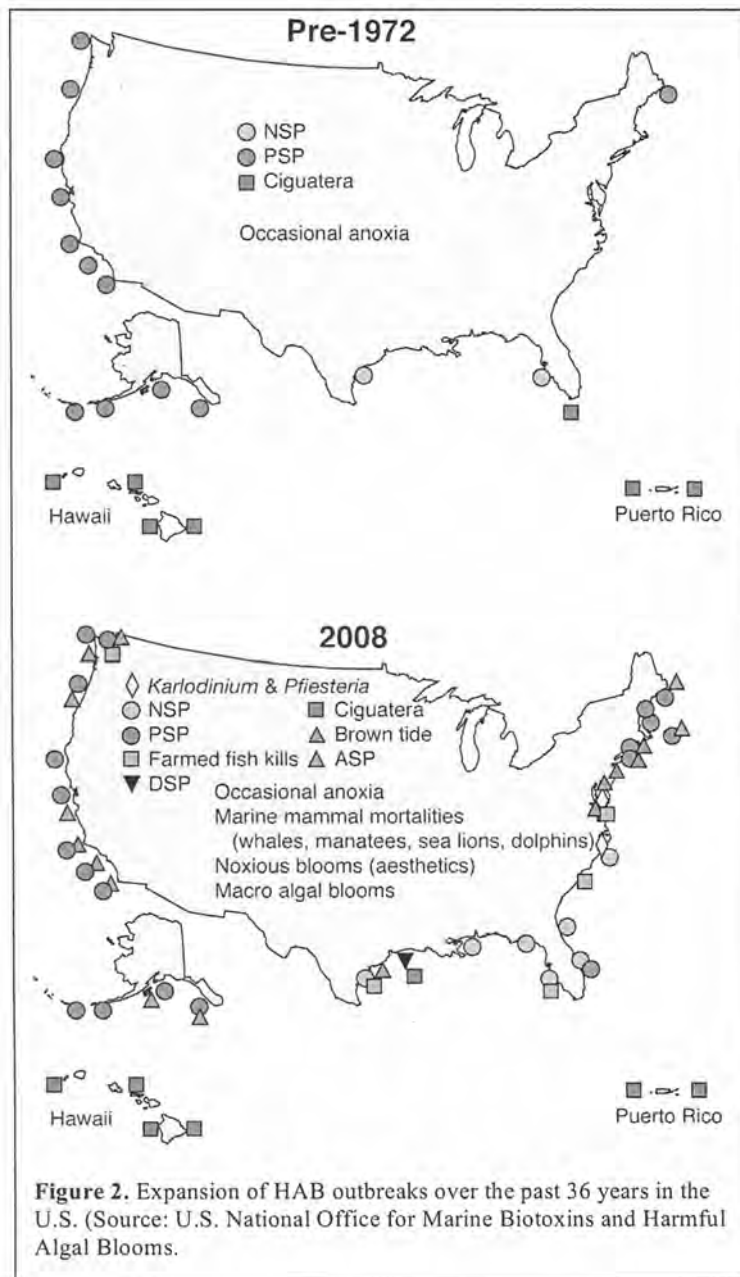 Pre-1972
NSP
PSP
Ciguatera
Occasional anoxia
Hawaii
Puerto Rico
2008
Karlodinium & Pfiesteria
NSP
Ciguatera
PSP
Brown tide
Farmed fish kills
ASP
DSP
Occasional anoxia
Marine mammal mortalities
(whales, manatees, sea lions, dolphins)
Noxious blooms (aesthetics)
Macro algal blooms
Hawaii
Puerto Rico
Figure 2. Expansion of HAB outbreaks over the past 36 years in the
U.S. (Source: U.S. National Office for Marine Biotoxins and Harmful
Algal Blooms.